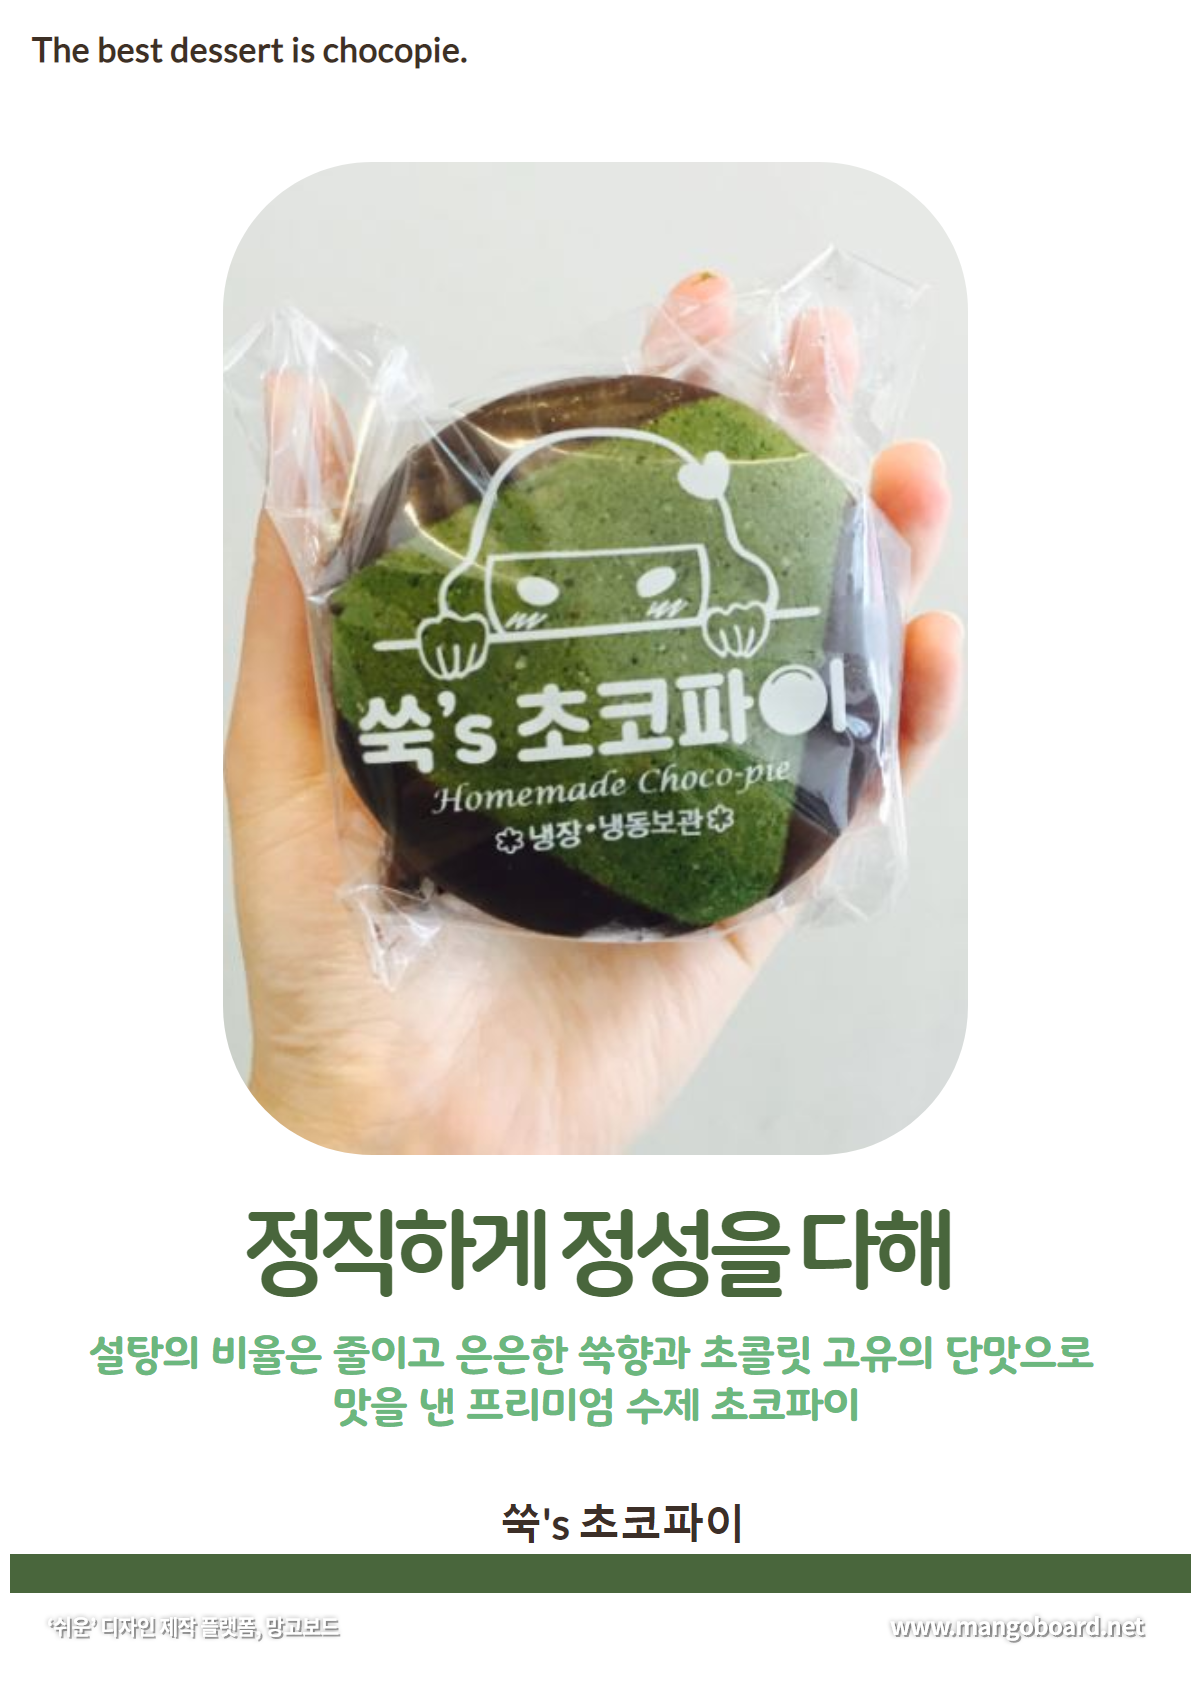 The best dessert is chocopie.
쑥's 초코파이
Homemade Choco-pie
냉장•냉동보관
정직하게 정성을 다해
설탕의 비율은 줄이고 은은한 쑥향과 초콜릿 고유의 단맛으로
맛을 낸 프리미엄 수제 초코파이
쑥's 초코파이
'쉬운' 디자인 제작 플랫폼, 망고보드
www.mangoboard.net